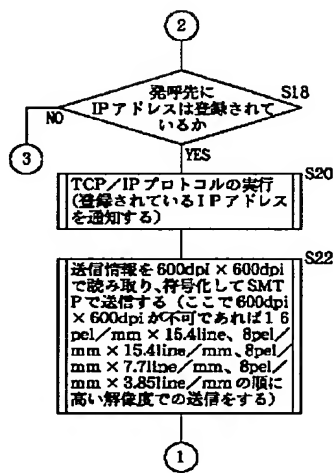 2
発呼先に
IPアドレスは登録されて
いるか
S18
NO
3
YES
S20
TCP/IPプロトコルの実行
(登録されているIPアドレス
を通知する)
S22
送信情報を600dpi×600dpi
で読み取り、符号化してSMT
Pで送信する(ここで600dpi
×600dpiが不可であれば16
pel/mm×15.4line、8pel/
mm×15.4line/mm、8pel/
mm×7.7line/mm、8pel/
mm×3.85line/mmの順に
高い解像度での送信をする)
1